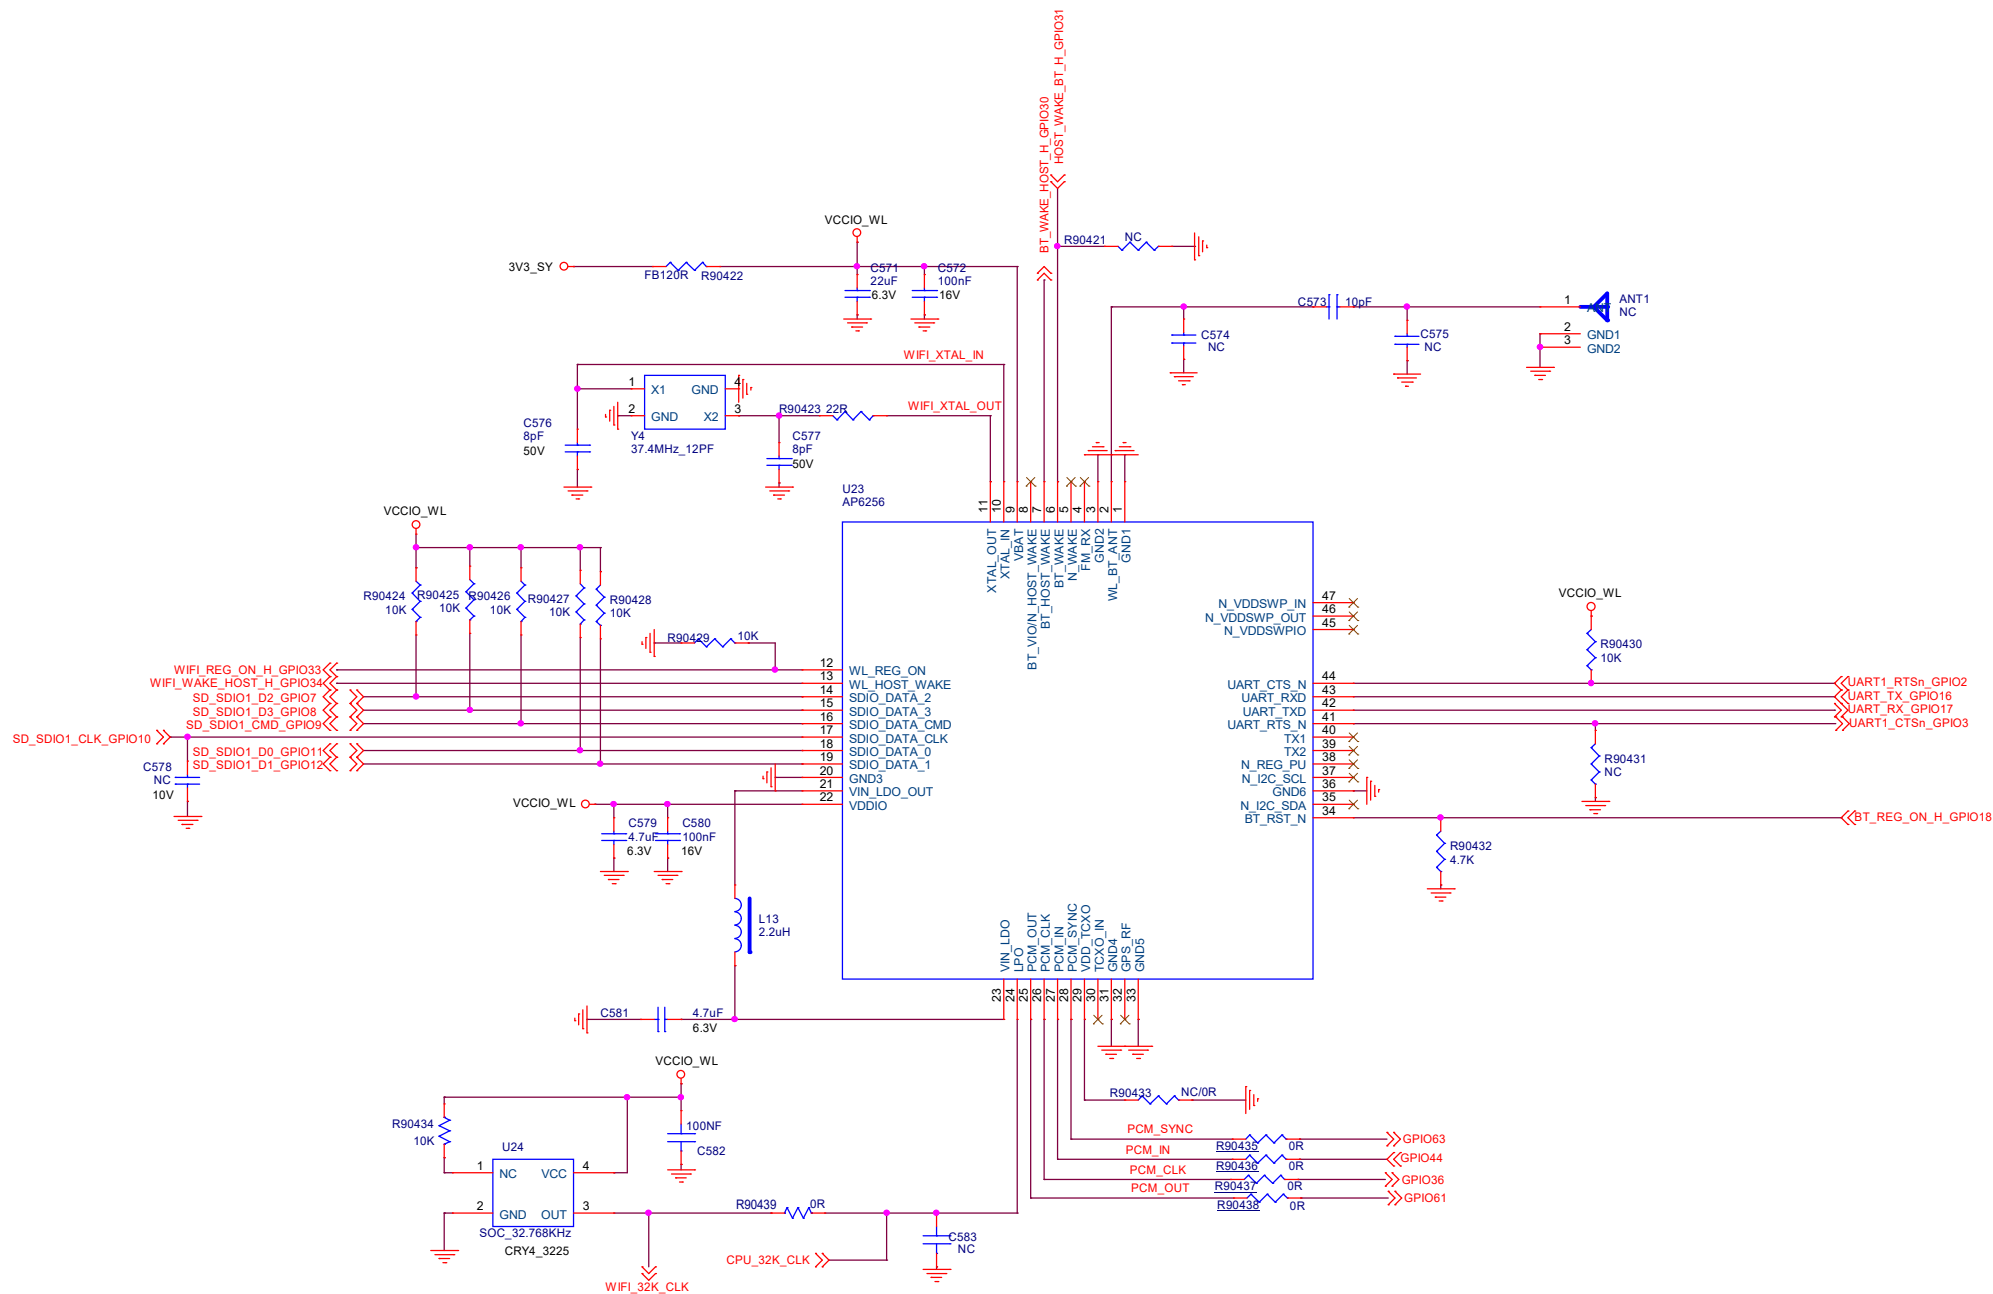 HOST_WAKE_BT_H_GPIO31
BT_WAKE_HOST_H_GPIO30
VCCIO_WL
R90421
NC
3V3_SY
FB120R
R90422
C571
22uF
6.3V
C572
100nF
16V
C573
10pF
1
ANT1
NC
2
GND1
3
GND2
C574
NC
C575
NC
WIFI_XTAL_IN
1
X1
GND
4
2
GND
X2
3
R90423
22R
WIFI_XTAL_OUT
Y4
37.4MHz_12PF
C576
8pF
50V
C577
8pF
50V
U23
AP6256
11
10
9
8
7
6
5
4
3
2
1
XTAL_OUT
XTAL_IN
VBAT
BT_VIO/N_HOST_WAKE
BT_HOST_WAKE
BT_WAKE
N_WAKE
FM_RX
GND2
WL_BT_ANT
GND1
VCCIO_WL
R90424
10K
R90425
10K
R90426
10K
R90427
10K
R90428
10K
R90429
10K
WIFI_REG_ON_H_GPIO33
12
WL_REG_ON
WIFI_WAKE_HOST_H_GPIO34
13
WL_HOST_WAKE
SD_SDIO1_D2_GPIO7
14
SDIO_DATA_2
SD_SDIO1_D3_GPIO8
15
SDIO_DATA_3
SD_SDIO1_CMD_GPIO9
16
SDIO_DATA_CMD
SD_SDIO1_CLK_GPIO10
17
SDIO_DATA_CLK
SD_SDIO1_D0_GPIO11
18
SDIO_DATA_0
SD_SDIO1_D1_GPIO12
19
SDIO_DATA_1
20
GND3
21
VIN_LDO_OUT
22
VDDIO
C578
NC
10V
VCCIO_WL
C579
4.7uF
6.3V
C580
100nF
16V
L13
2.2uH
N_VDDSWP_IN
47
N_VDDSWP_OUT
46
N_VDDSWPIO
45
UART_CTS_N
44
UART_RXD
43
UART_TXD
42
UART_RTS_N
41
TX1
40
TX2
39
N_REG_PU
38
N_I2C_SCL
37
GND6
36
N_I2C_SDA
35
BT_RST_N
34
VCCIO_WL
R90430
10K
UART1_RTSn_GPIO2
UART_TX_GPIO16
UART_RX_GPIO17
UART1_CTSn_GPIO3
R90431
NC
BT_REG_ON_H_GPIO18
R90432
4.7K
VIN_LDO
LPO
PCM_OUT
PCM_CLK
PCM_IN
PCM_SYNC
VDD_TCXO
TCXO_IN
GND4
GPS_RF
GND5
23
24
25
26
27
28
29
30
31
32
33
C581
4.7uF
6.3V
VCCIO_WL
R90434
10K
100NF
C582
U24
1
NC
VCC
4
2
GND
OUT
3
SOC_32.768KHz
CRY4_3225
R90439
0R
CPU_32K_CLK
WIFI_32K_CLK
C583
NC
R90433
NC/0R
PCM_SYNC
R90435
0R
GPIO63
PCM_IN
R90436
0R
GPIO44
PCM_CLK
R90437
0R
GPIO36
PCM_OUT
R90438
0R
GPIO61